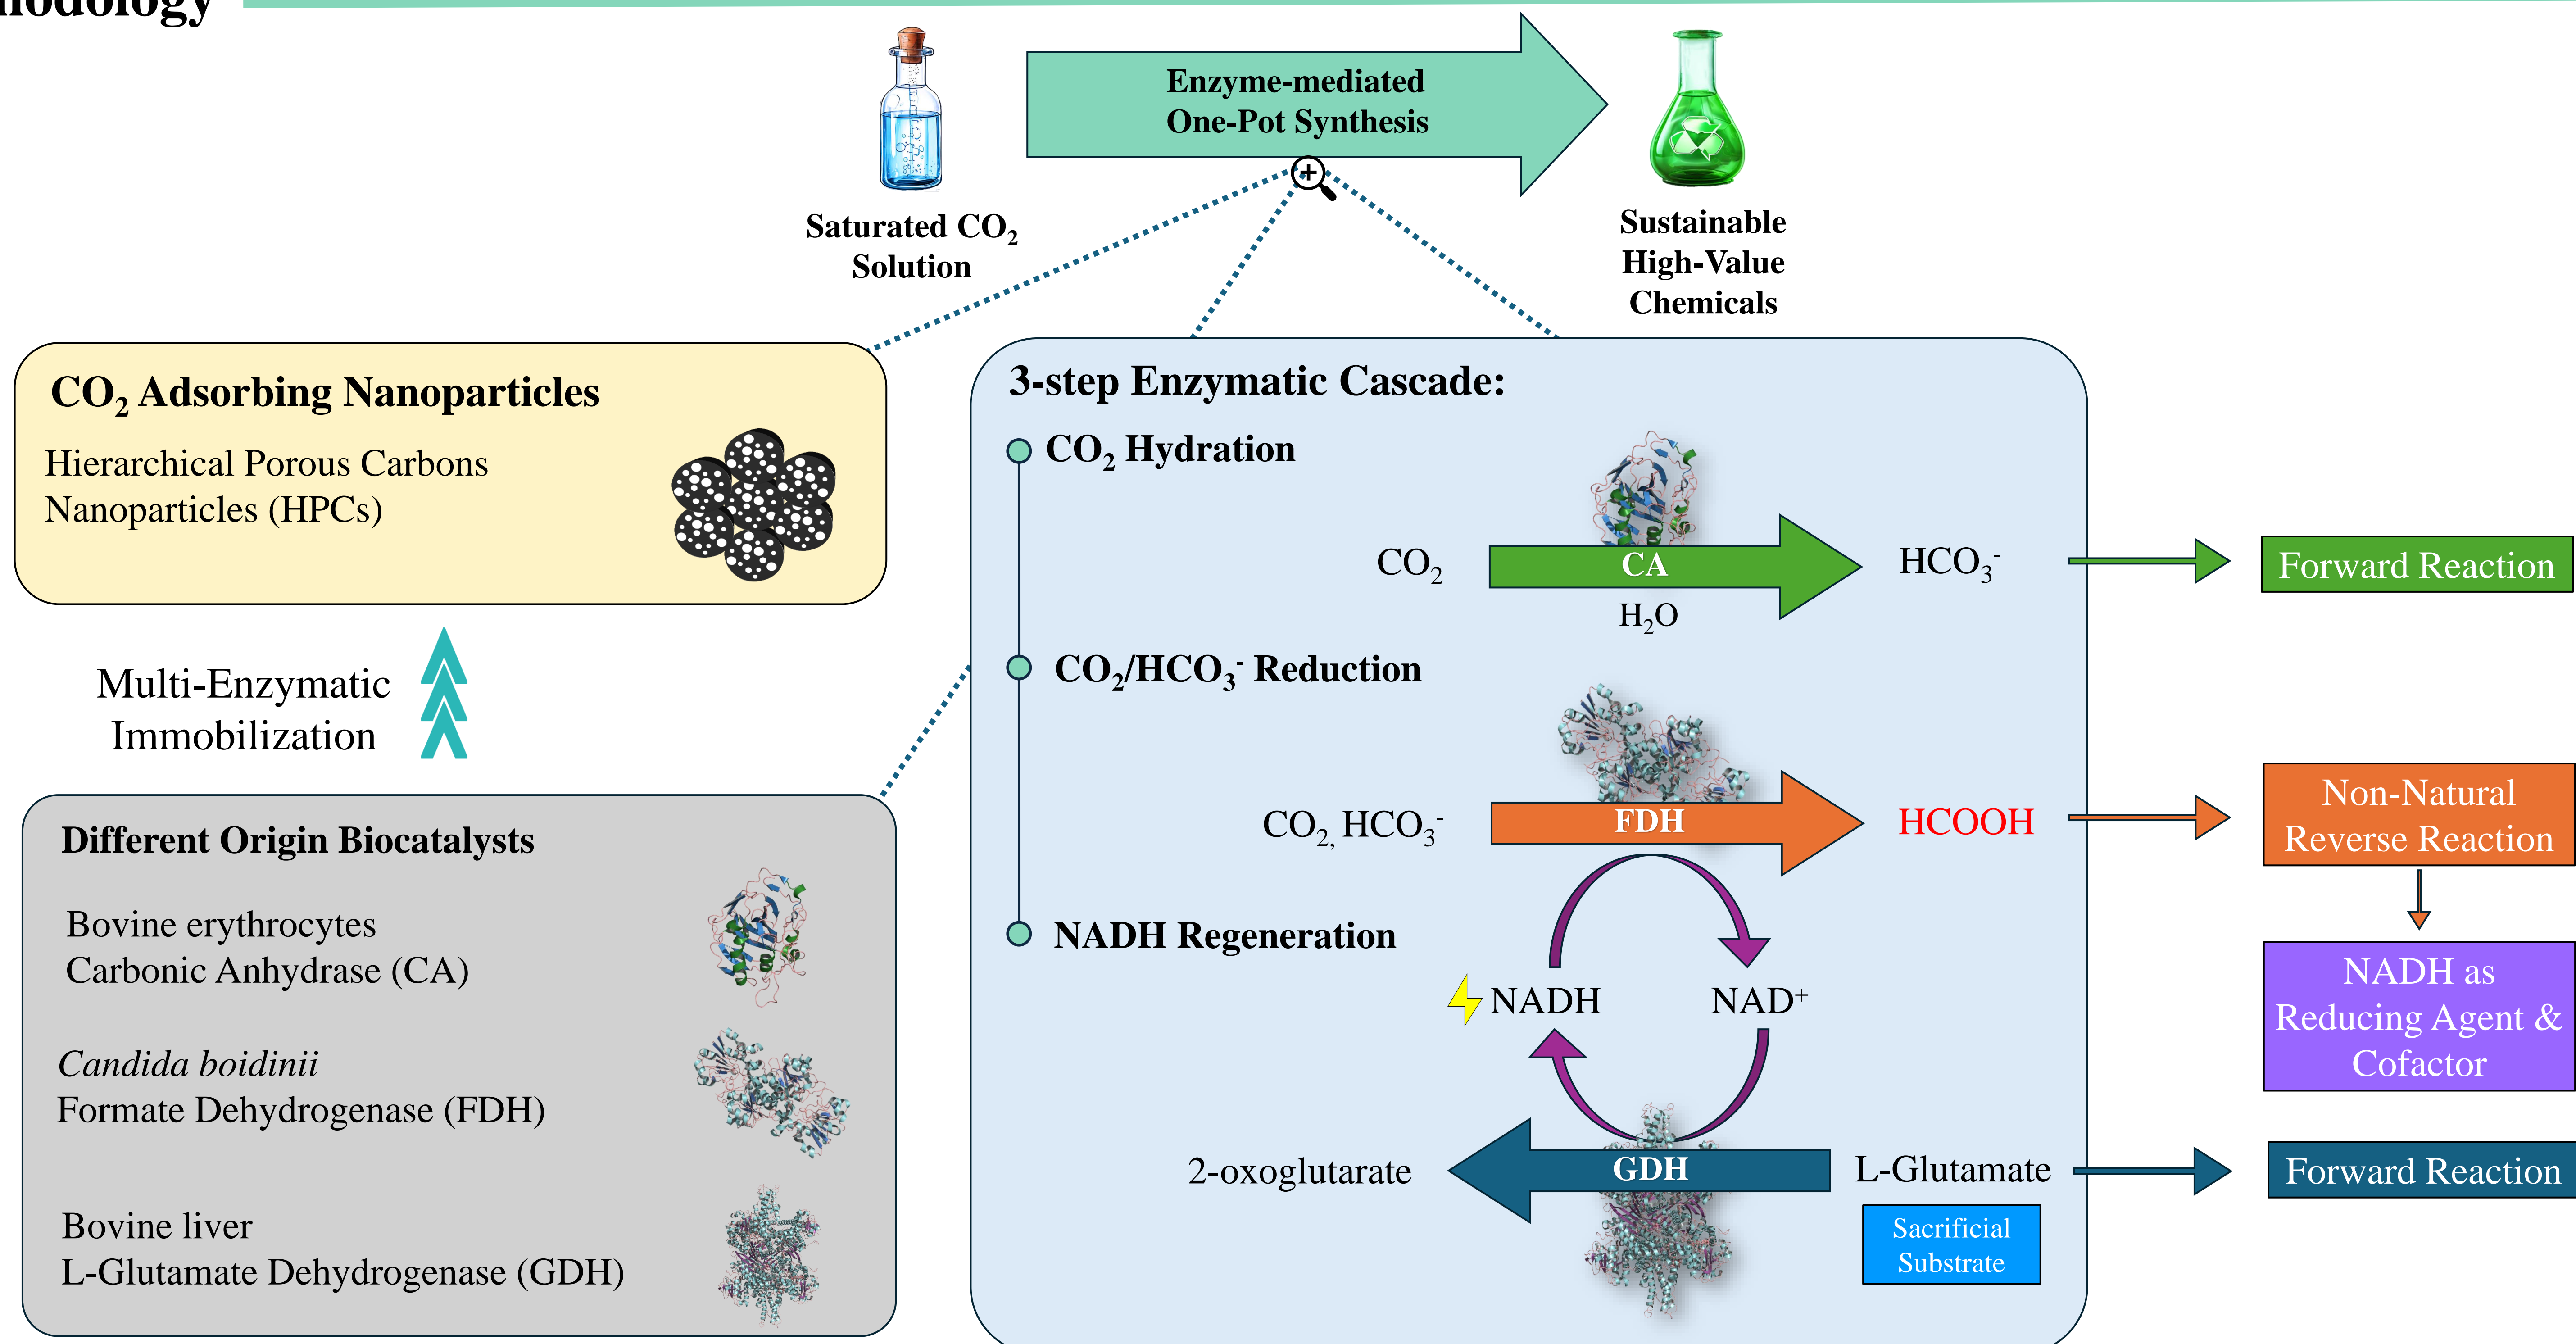 Enzyme-mediated
One-Pot Synthesis
Saturated CO₂
Solution
Sustainable
High-Value
Chemicals
CO₂ Adsorbing Nanoparticles
Hierarchical Porous Carbons
Nanoparticles (HPCs)
Multi-Enzymatic
Immobilization
Different Origin Biocatalysts
Bovine erythrocytes
Carbonic Anhydrase (CA)
Candida boidinii
Formate Dehydrogenase (FDH)
Bovine liver
L-Glutamate Dehydrogenase (GDH)
3-step Enzymatic Cascade:
CO₂ Hydration
CO₂
CA
H₂O
HCO₃⁻
Forward Reaction
CO₂/HCO₃⁻ Reduction
CO₂, HCO₃⁻
FDH
HCOOH
Non-Natural
Reverse Reaction
NADH Regeneration
NADH
NAD⁺
NADH as
Reducing Agent &
Cofactor
2-oxoglutarate
GDH
L-Glutamate
Forward Reaction
Sacrificial
Substrate